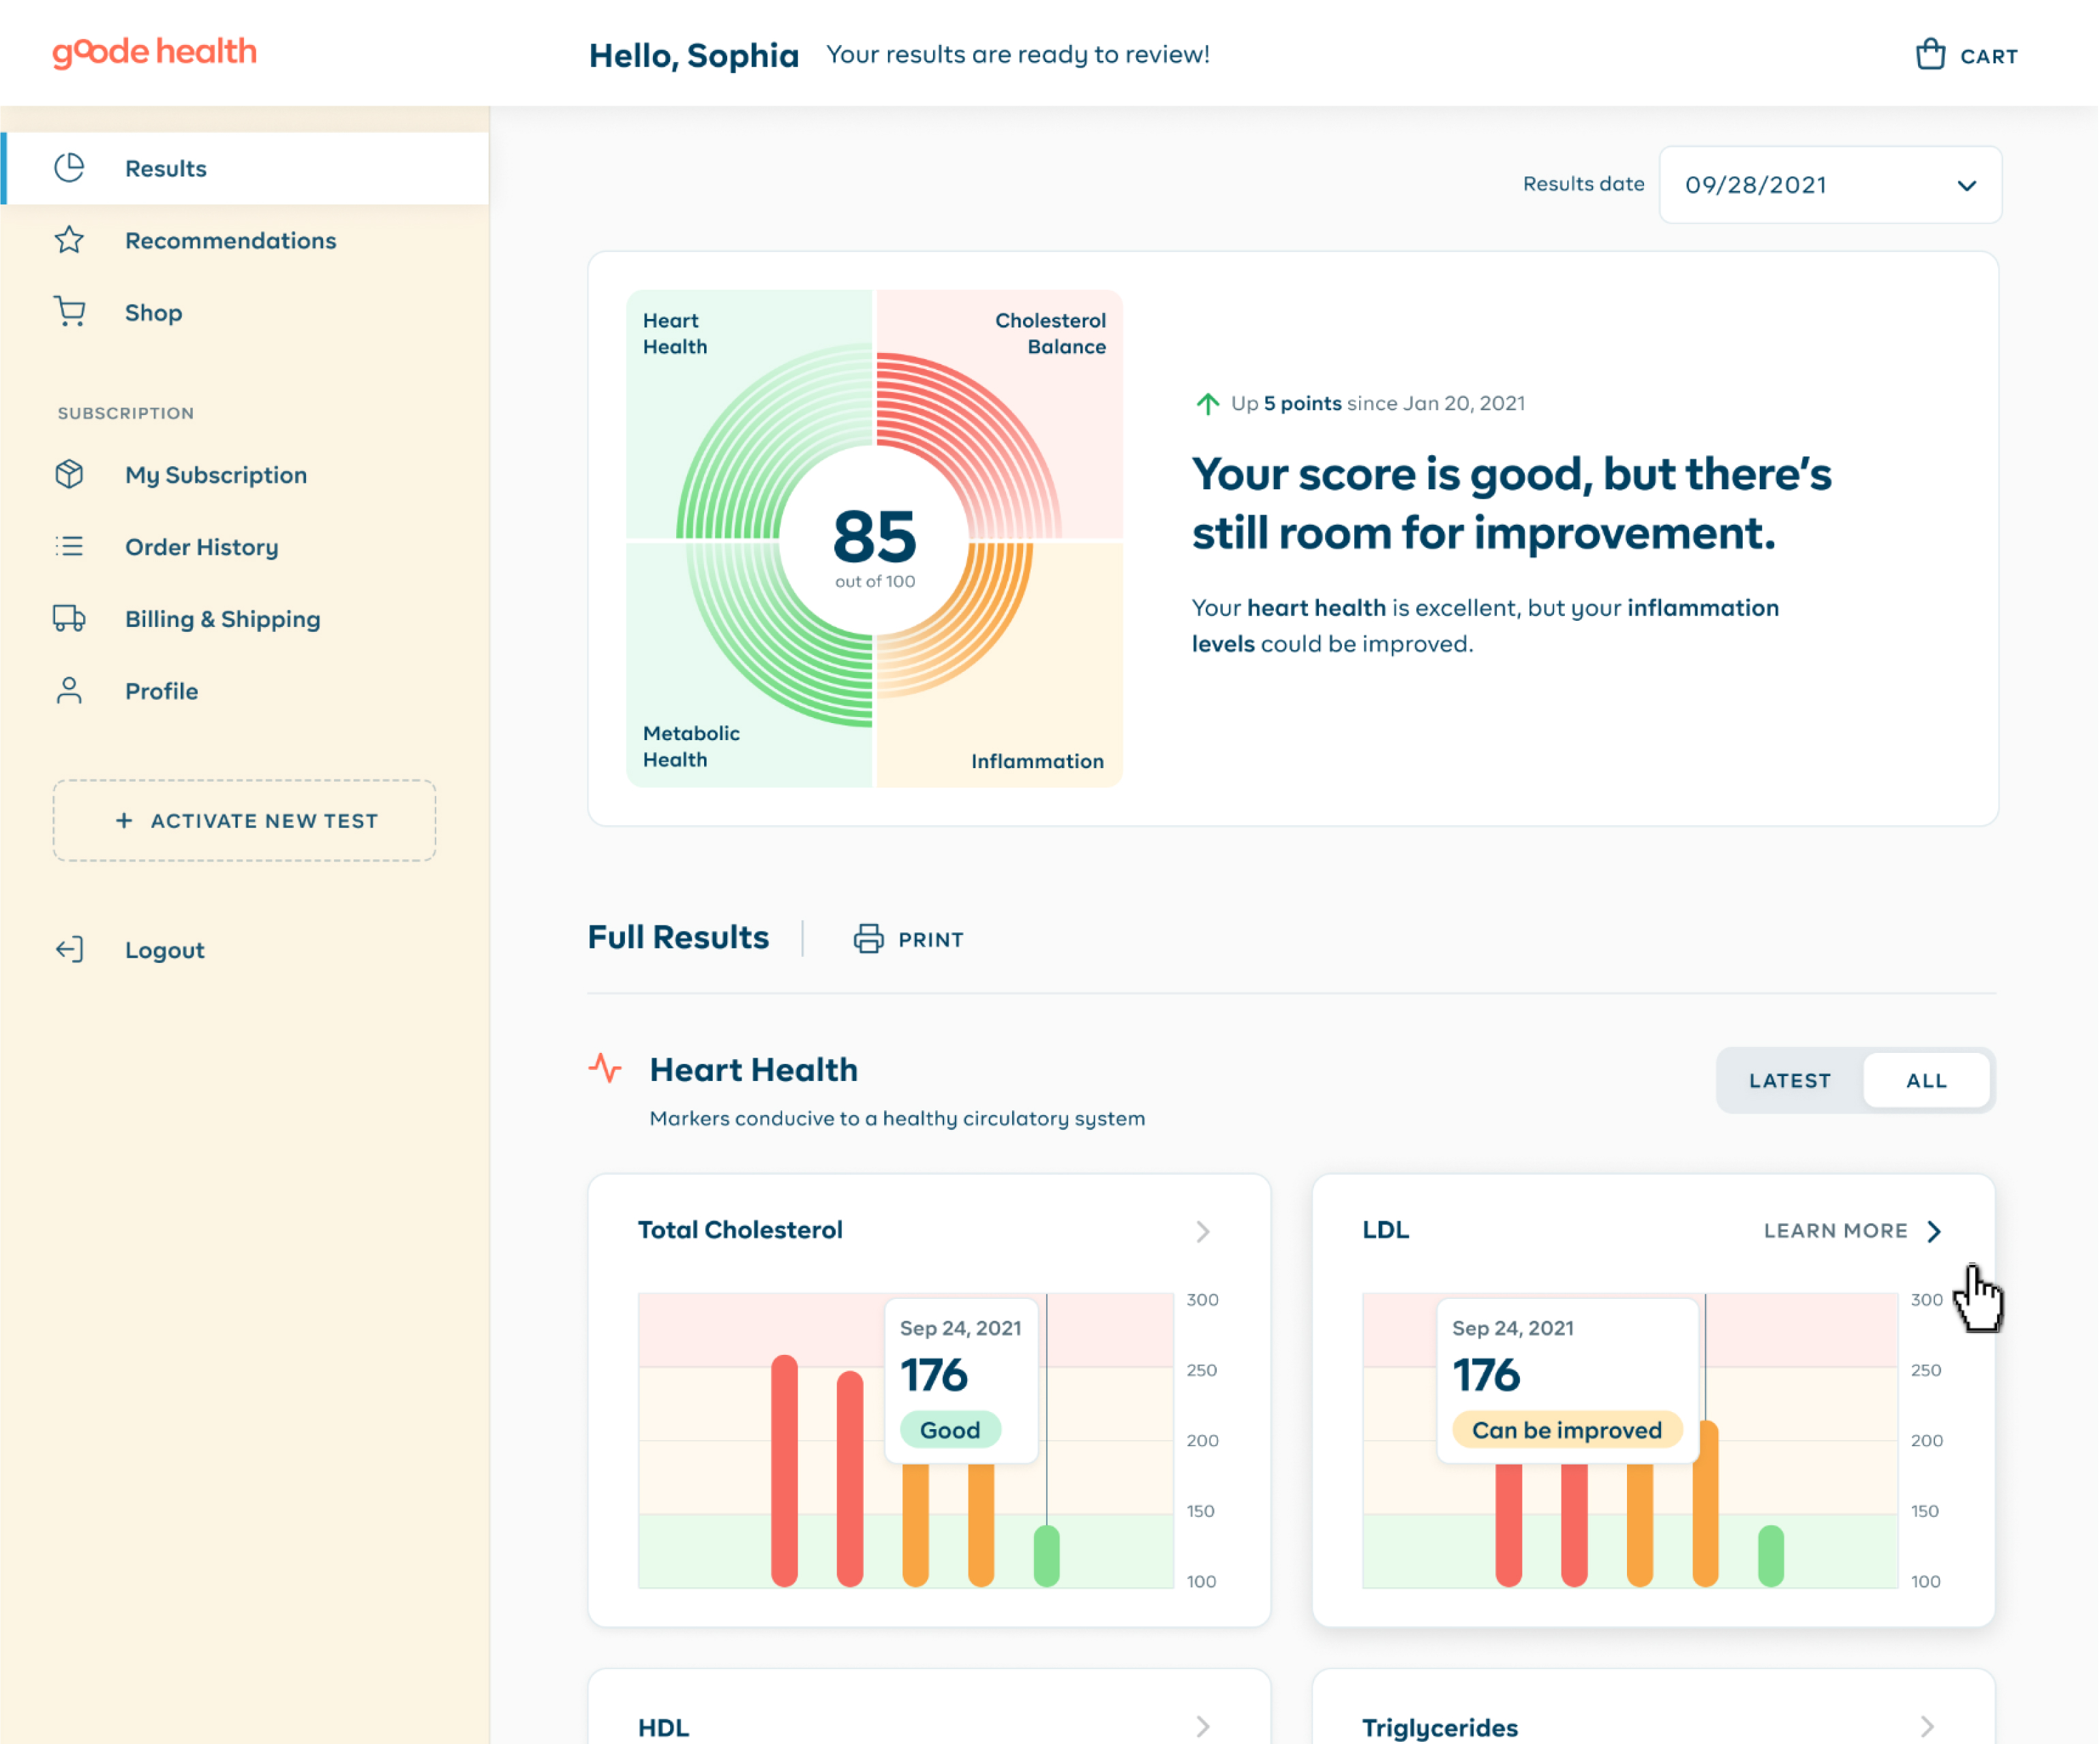 goode health
Hello, Sophia Your results are ready to review!
CART
Results
Recommendations
Shop
SUBSCRIPTION
My Subscription
Order History
Billing & Shipping
Profile
+ ACTIVATE NEW TEST
Logout
Results date 09/28/2021
Heart
Health
Cholesterol
Balance
85
out of 100
Metabolic
Health
Inflammation
Up 5 points since Jan 20, 2021
Your score is good, but there's
still room for improvement.
Your heart health is excellent, but your inflammation
levels could be improved.
Full Results
PRINT
Heart Health
Markers conducive to a healthy circulatory system
LATEST ALL
Total Cholesterol
Sep 24, 2021
176
Good
300
250
200
150
100
LDL
LEARN MORE
Sep 24, 2021
176
Can be improved
300
250
200
150
100
HDL
Triglycerides